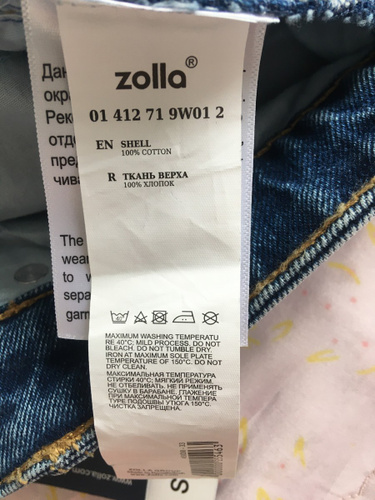 zolla®
01 412 71 9W01 2
EN SHELL
100% COTTON
R ТКАНЬ ВЕРХА
100% ХЛОПОК
MAXIMUM WASHING TEMPERATU
RE 40°C; MILD PROCESS. DO NOT
BLEACH. DO NOT TUMBLE DRY.
IRON AT MAXIMUM SOLE PLATE
TEMPERATURE OF 150°C. DO NOT
DRY CLEAN.
МАКСИМАЛЬНАЯ ТЕМПЕРАТУРА
СТИРКИ 40°C; МЯГКИЙ РЕЖИМ.
НЕ ОТБЕЛИВАТЬ. НЕ ПРИМЕНЯТЬ
СУШКУ В БАРАБАНЕ. ГЛАЖЕНИЕ
ПРИ МАКСИМАЛЬНОЙ ТЕМПЕРА
ТУРЕ ПОДОШВЫ УТЮГА 150°C.
ЧИСТКА ЗАПРЕЩЕНА.
The
www.zolla.com
S